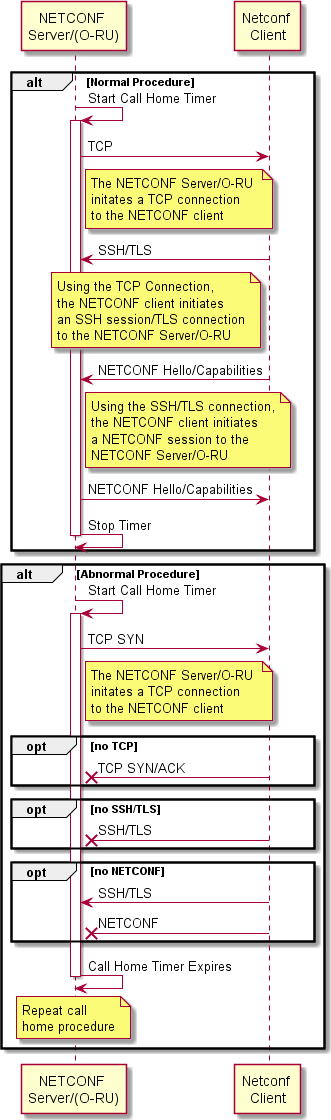 NETCONF
Server/(O-RU)
Netconf
Client
alt
[Normal Procedure]
Start Call Home Timer
TCP
The NETCONF Server/O-RU
initates a TCP connection
to the NETCONF client
SSH/TLS
Using the TCP Connection,
the NETCONF client initiates
an SSH session/TLS connection
to the NETCONF Server/O-RU
NETCONF Hello/Capabilities
Using the SSH/TLS connection,
the NETCONF client initiates
a NETCONF session to the
NETCONF Server/O-RU
NETCONF Hello/Capabilities
Stop Timer
alt
[Abnormal Procedure]
Start Call Home Timer
TCP SYN
The NETCONF Server/O-RU
initates a TCP connection
to the NETCONF client
opt
[no TCP]
TCP SYN/ACK
opt
[no SSH/TLS]
SSH/TLS
opt
[no NETCONF]
SSH/TLS
NETCONF
Call Home Timer Expires
Repeat call
home procedure
NETCONF
Server/(O-RU)
Netconf
Client